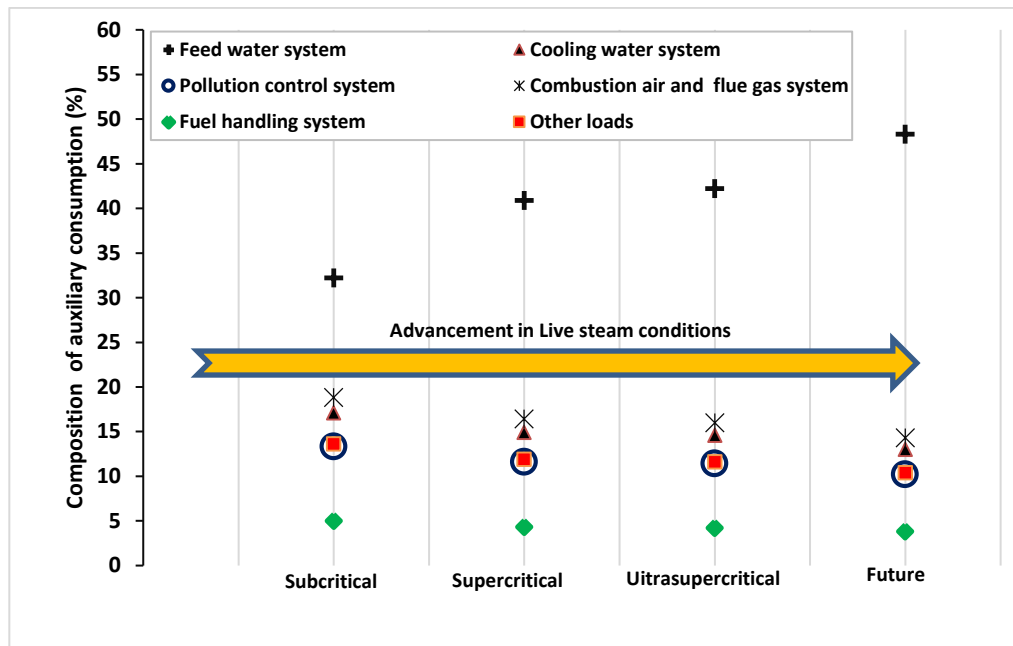 60
55
50
45
40
35
30
25
20
15
10
5
0
Composition of auxiliary consumption (%)
Feed water system
Cooling water system
Pollution control system
Combustion air and flue gas system
Fuel handling system
Other loads
Advancement in Live steam conditions
Subcritical
Supercritical
Uitrasupercritical
Future